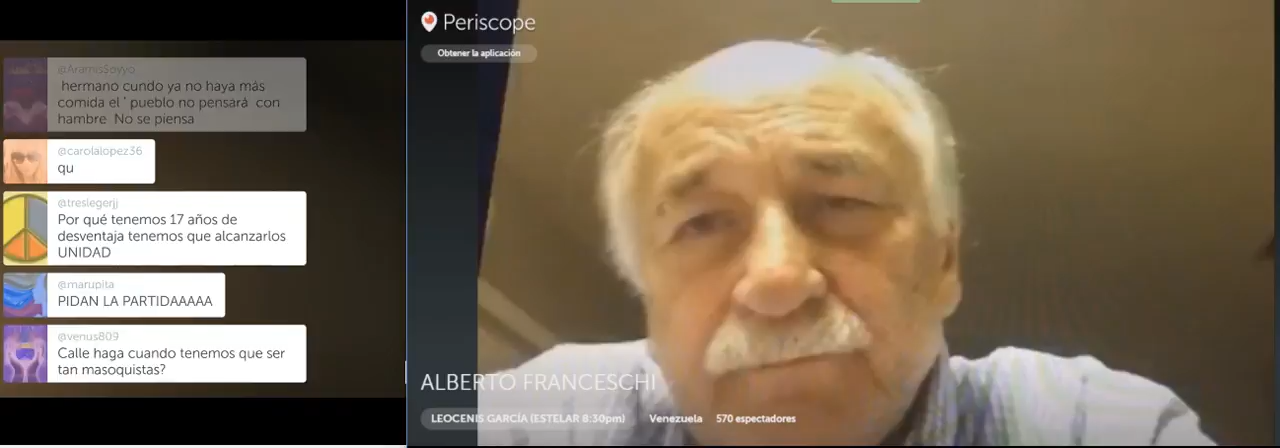 @AramisSoyyo
hermano cundo ya no haya más
comida el ' pueblo no pensará con
hambre No se piensa
@carolalopez36
qu
@treslegerjj
Por qué tenemos 17 años de
desventaja tenemos que alcanzarlos
UNIDAD
@marupita
PIDAN LA PARTIDAAAAA
@venus809
Calle haga cuando tenemos que ser
tan masoquistas?
Periscope
Obtener la aplicación
ALBERTO FRANCESCHI
LEOCENIS GARCÍA (ESTELAR 8:30pm) Venezuela 570 espectadores